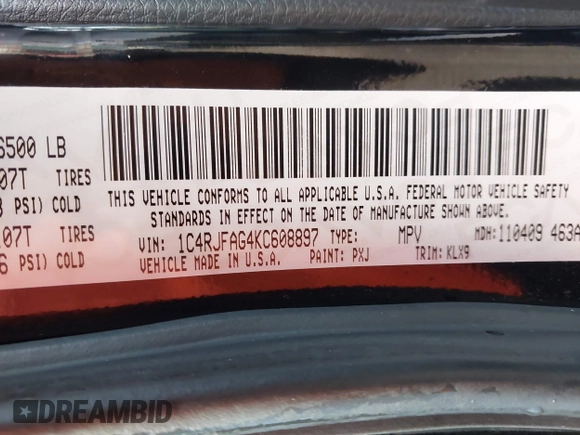 6500 LB
07T TIRES
PSI) COLD
07T TIRES
6 PSI) COLD
THIS VEHICLE CONFORMS TO ALL APPLICABLE U.S.A. FEDERAL MOTOR VEHICLE SAFETY
STANDARDS IN EFFECT ON THE DATE OF MANUFACTURE SHOWN ABOVE.
VIN: 1C4RJFAG4KC608897 TYPE: MPV MDH: 110409 463A
VEHICLE MADE IN U.S.A. PAINT: PXJ TRIM: KLX9
DREAMBID